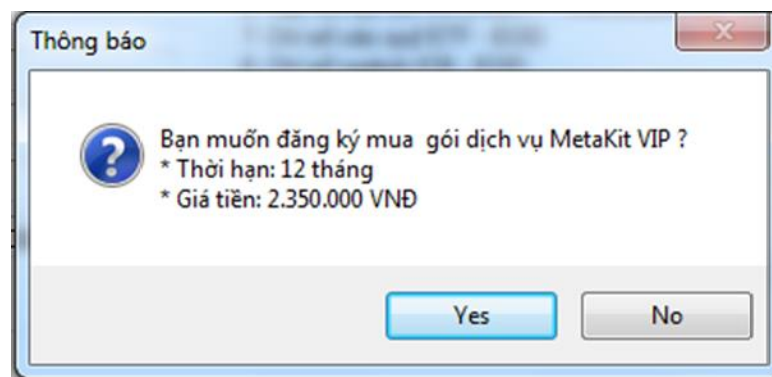 Thông báo
Bạn muốn đăng ký mua  gói dịch vụ MetaKit VIP ?
* Thời hạn: 12 tháng
* Giá tiền: 2.350.000 VNĐ
Yes
No